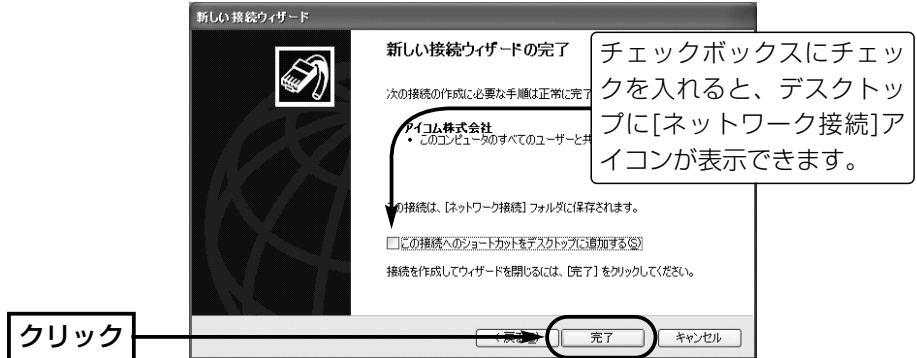 新しい接続ウィザード
新しい接続ウィザードの完了
次の接続の作成に必要な手順は正常に完了
アイコム株式会社
• このコンピュータのすべてのユーザーと共
この接続は、[ネットワーク接続] フォルダに保存されます。
この接続へのショートカットをデスクトップに追加する(S)
接続を作成してウィザードを閉じるには、[完了] をクリックしてください。
チェックボックスにチェッ
クを入れると、デスクトッ
プに[ネットワーク接続]ア
イコンが表示できます。
クリック
完了
キャンセル